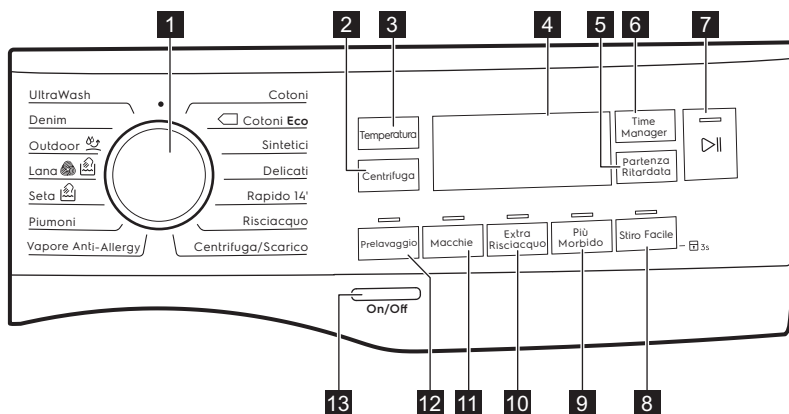 1
2
3
4
5
6
7
UltraWash
Denim
Outdoor
Lana
Seta
Piumoni
Vapore Anti-Allergy
Cotoni
Cotoni Eco
Sintetici
Delicati
Rapido 14'
Risciacquo
Centrifuga/Scarico
Temperatura
Centrifuga
Time
Manager
Partenza
Ritardata
Prelavaggio
Macchie
Extra
Risciacquo
Più
Morbido
Stiro Facile
3s
On/Off
13
12
11
10
9
8